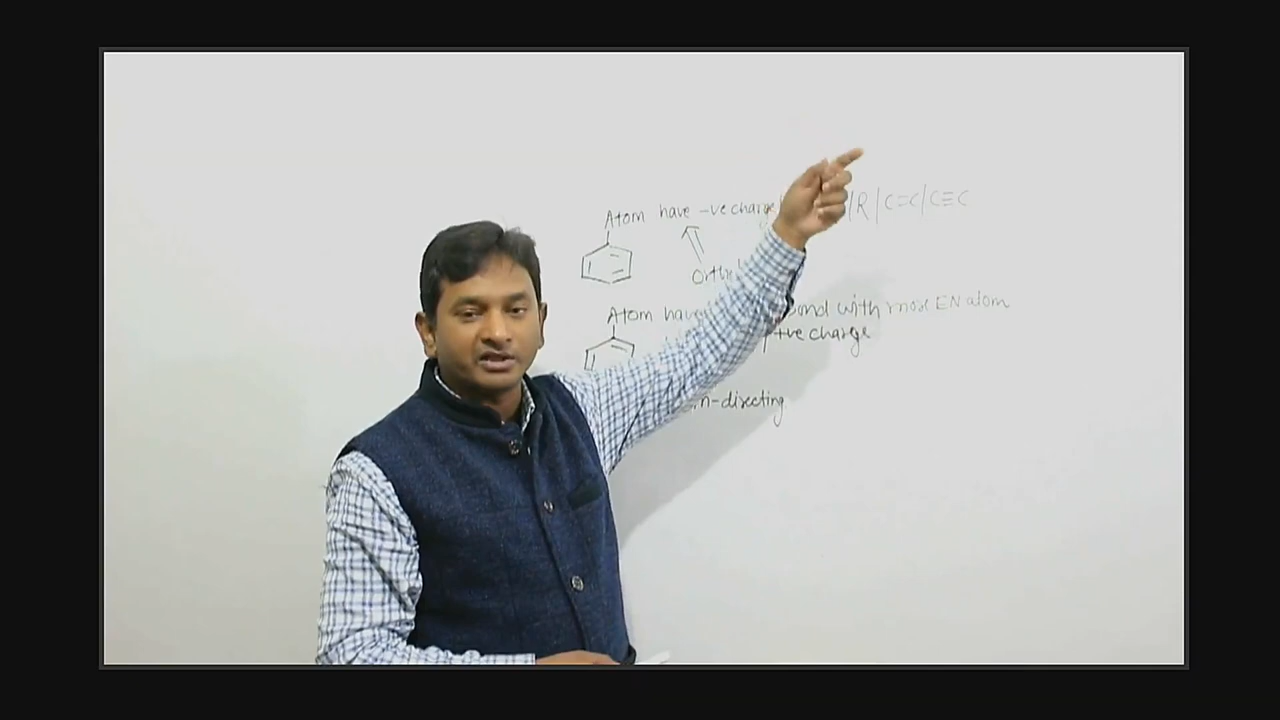 Atom have -ve charge /R/C=C/C≡C
Ortho
Atom have bond with more EN atom
+ve charge
m-directing